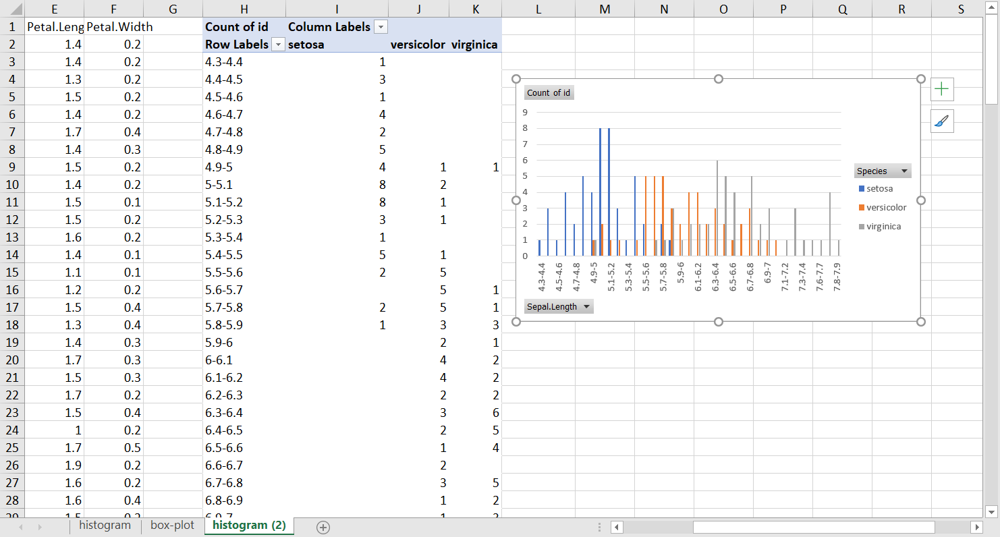 E F G H I J K L M N O P Q R S
1 Petal.Leng Petal.Width Count of id Column Labels
2 1.4 0.2 Row Labels setosa versicolor virginica
3 1.4 0.2 4.3-4.4 1
4 1.3 0.2 4.4-4.5 3
5 1.5 0.2 4.5-4.6 1
6 1.4 0.2 4.6-4.7 4
7 1.7 0.4 4.7-4.8 2
8 1.4 0.3 4.8-4.9 5
9 1.5 0.2 4.9-5 4 1 1
10 1.4 0.2 5-5.1 8 2
11 1.5 0.1 5.1-5.2 8 1
12 1.5 0.2 5.2-5.3 3 1
13 1.6 0.2 5.3-5.4 1
14 1.4 0.1 5.4-5.5 5 1
15 1.1 0.1 5.5-5.6 2 5
16 1.2 0.2 5.6-5.7 5 1
17 1.5 0.4 5.7-5.8 2 5 1
18 1.3 0.4 5.8-5.9 1 3 3
19 1.4 0.3 5.9-6 2 1
20 1.7 0.3 6-6.1 4 2
21 1.5 0.3 6.1-6.2 4 2
22 1.7 0.2 6.2-6.3 2 2
23 1.5 0.4 6.3-6.4 3 6
24 1 0.2 6.4-6.5 2 5
25 1.7 0.5 6.5-6.6 1 4
26 1.9 0.2 6.6-6.7 2
27 1.6 0.2 6.7-6.8 3 5
28 1.6 0.4 6.8-6.9 1 2
Count of id
9
8
7
6
5
4
3
2
1
0
4.3-4.4 4.5-4.6 4.7-4.8 4.9-5 5.1-5.2 5.3-5.4 5.5-5.6 5.7-5.8 5.9-6 6.1-6.2 6.3-6.4 6.5-6.6 6.7-6.8 6.9-7 7.1-7.2 7.3-7.4 7.6-7.7 7.8-7.9
Sepal.Length
Species
setosa
versicolor
virginica
histogram box-plot histogram (2)